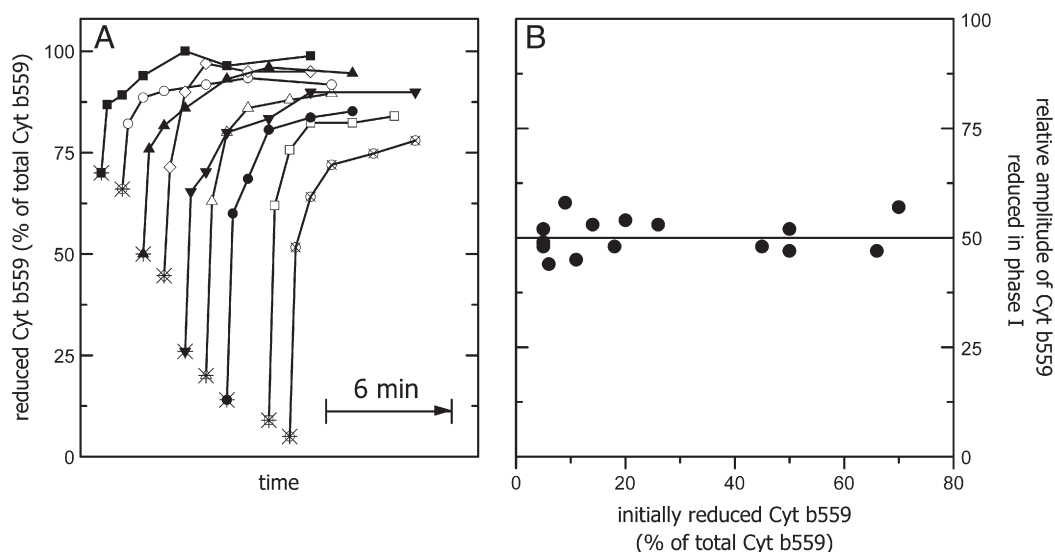 A
reduced Cyt b559 (% of total Cyt b559)
100
75
50
25
0
6 min
time
B
100
75
50
25
0
relative amplitude of Cyt b559
reduced in phase I
0 20 40 60 80
initially reduced Cyt b559
(% of total Cyt b559)